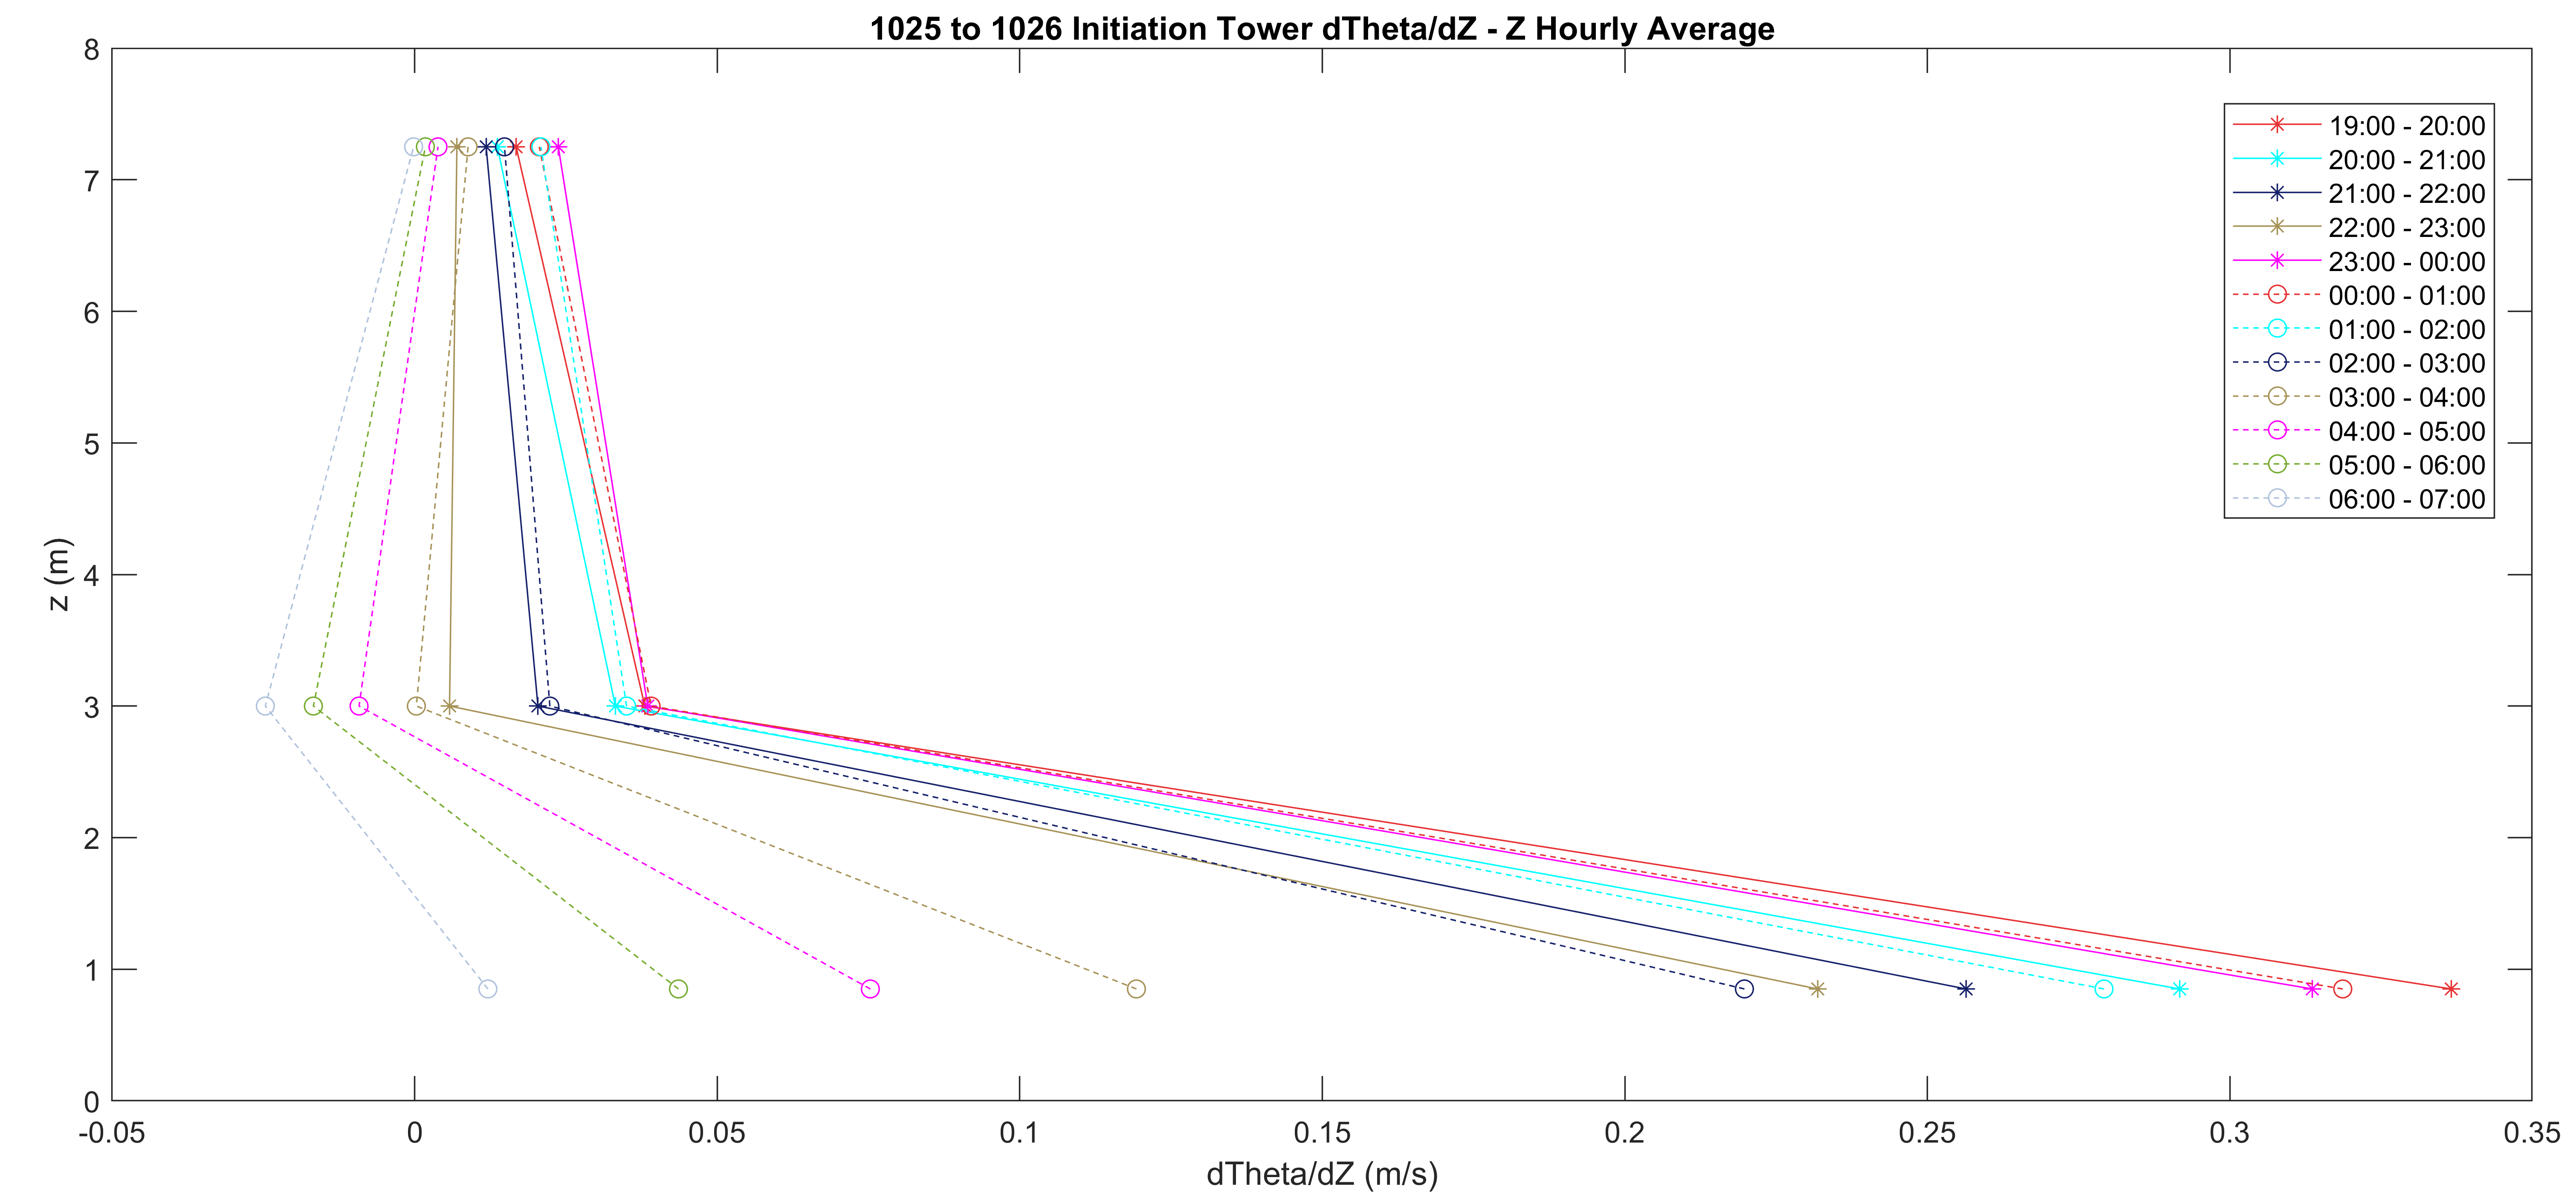 1025 to 1026 Initiation Tower dTheta/dZ - Z Hourly Average
8
7
6
5
4
3
2
1
0
z (m)
-0.05
0
0.05
0.1
0.15
0.2
0.25
0.3
0.35
dTheta/dZ (m/s)
19:00 - 20:00
20:00 - 21:00
21:00 - 22:00
22:00 - 23:00
23:00 - 00:00
00:00 - 01:00
01:00 - 02:00
02:00 - 03:00
03:00 - 04:00
04:00 - 05:00
05:00 - 06:00
06:00 - 07:00